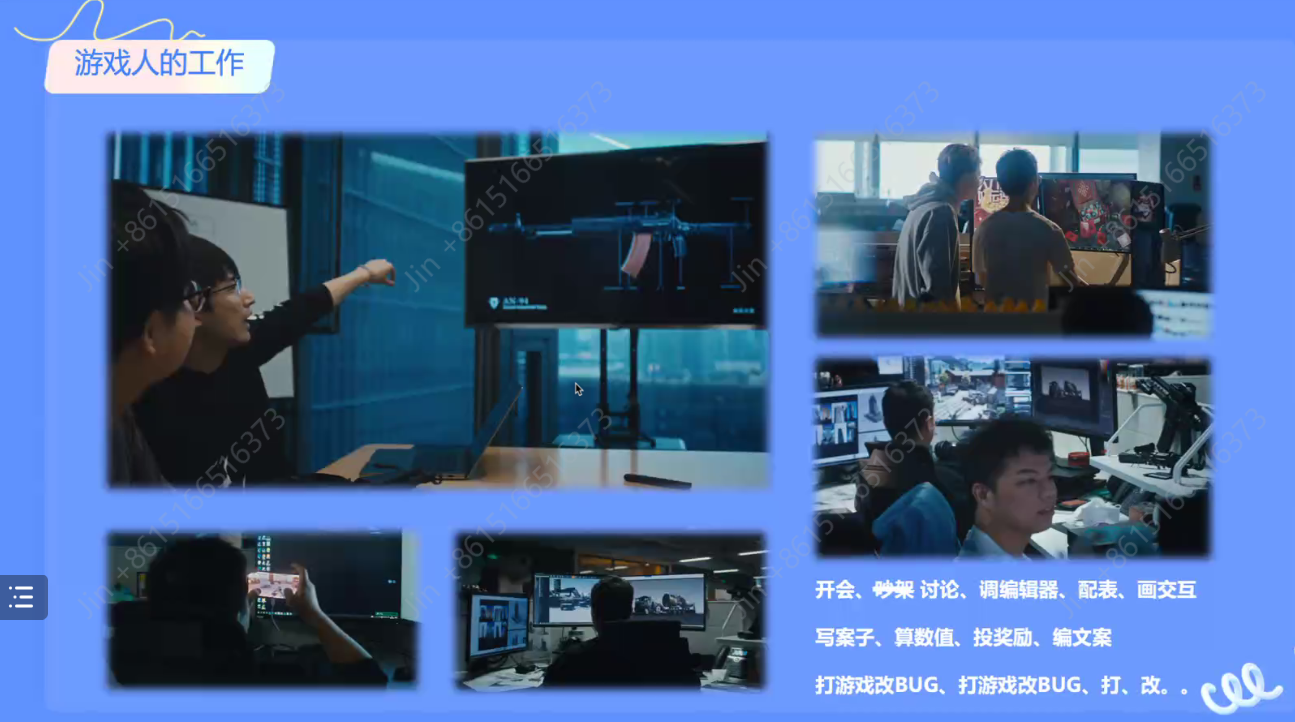 游戏人的工作
AN-94
开会、吵架 讨论、调编辑器、配表、画交互
写案子、算数值、投奖励、编文案
打游戏改BUG、打游戏改BUG、打、改。。
Jin +8615166516373